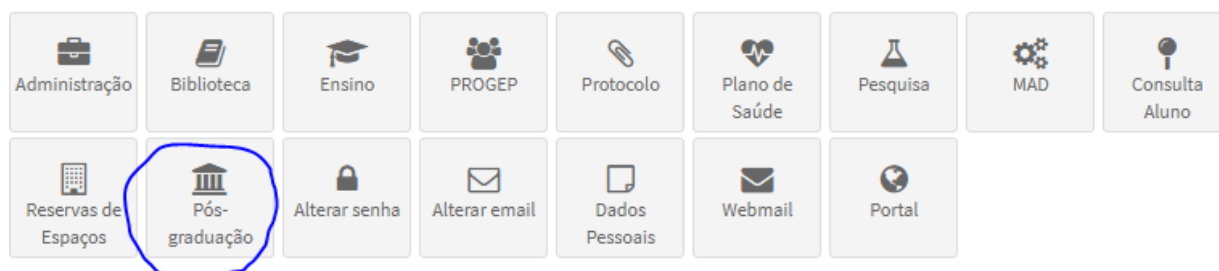 Administração
Biblioteca
Ensino
PROGEP
Protocolo
Plano de
Saúde
Pesquisa
MAD
Consulta
Aluno
Reservas de
Espaços
Pós-
graduação
Alterar senha
Alterar email
Dados
Pessoais
Webmail
Portal